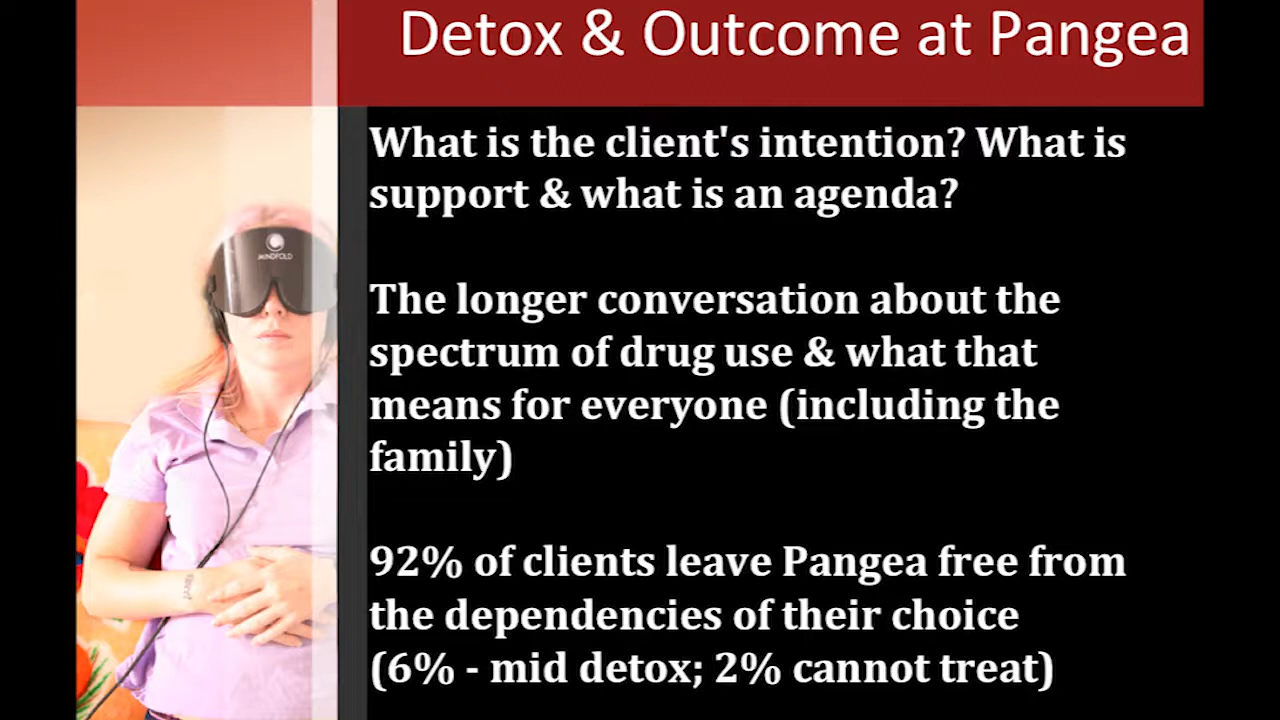 Detox & Outcome at Pangea
What is the client's intention? What is
support & what is an agenda?
The longer conversation about the
spectrum of drug use & what that
means for everyone (including the
family)
92% of clients leave Pangea free from
the dependencies of their choice
(6% - mid detox; 2% cannot treat)
MINDFOLD